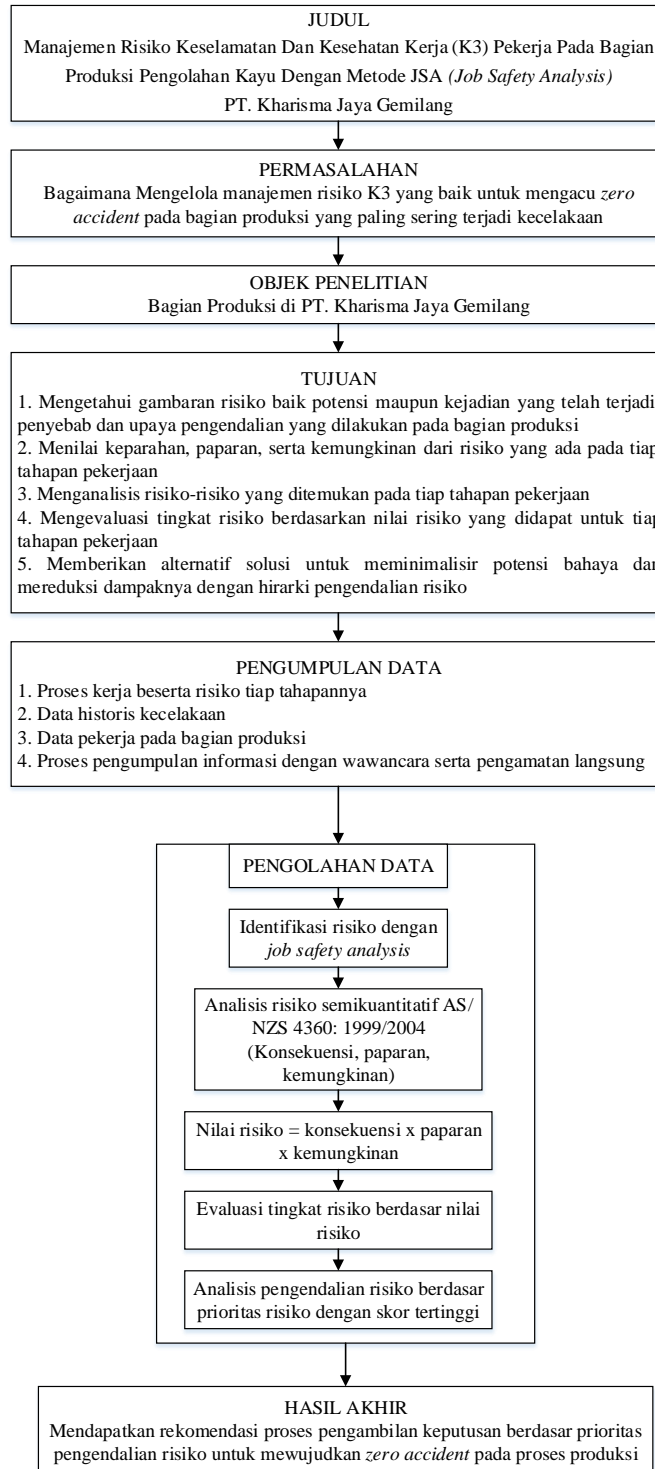 JUDUL
Manajemen Risiko Keselamatan Dan Kesehatan Kerja (K3) Pekerja Pada Bagian
Produksi Pengolahan Kayu Dengan Metode JSA (Job Safety Analysis)
PT. Kharisma Jaya Gemilang
PERMASALAHAN
Bagaimana Mengelola manajemen risiko K3 yang baik untuk mengacu zero
accident pada bagian produksi yang paling sering terjadi kecelakaan
OBJEK PENELITIAN
Bagian Produksi di PT. Kharisma Jaya Gemilang
TUJUAN
1. Mengetahui gambaran risiko baik potensi maupun kejadian yang telah terjadi,
penyebab dan upaya pengendalian yang dilakukan pada bagian produksi
2. Menilai keparahan, paparan, serta kemungkinan dari risiko yang ada pada tiap
tahapan pekerjaan
3. Menganalisis risiko-risiko yang ditemukan pada tiap tahapan pekerjaan
4. Mengevaluasi tingkat risiko berdasarkan nilai risiko yang didapat untuk tiap
tahapan pekerjaan
5. Memberikan alternatif solusi untuk meminimalisir potensi bahaya dan
mereduksi dampaknya dengan hirarki pengendalian risiko
PENGUMPULAN DATA
1. Proses kerja beserta risiko tiap tahapannya
2. Data historis kecelakaan
3. Data pekerja pada bagian produksi
4. Proses pengumpulan informasi dengan wawancara serta pengamatan langsung
PENGOLAHAN DATA
Identifikasi risiko dengan
job safety analysis
Analisis risiko semikuantitatif AS/
NZS 4360: 1999/2004
(Konsekuensi, paparan,
kemungkinan)
Nilai risiko = konsekuensi x paparan
x kemungkinan
Evaluasi tingkat risiko berdasar nilai
risiko
Analisis pengendalian risiko berdasar
prioritas risiko dengan skor tertinggi
HASIL AKHIR
Mendapatkan rekomendasi proses pengambilan keputusan berdasar prioritas
pengendalian risiko untuk mewujudkan zero accident pada proses produksi